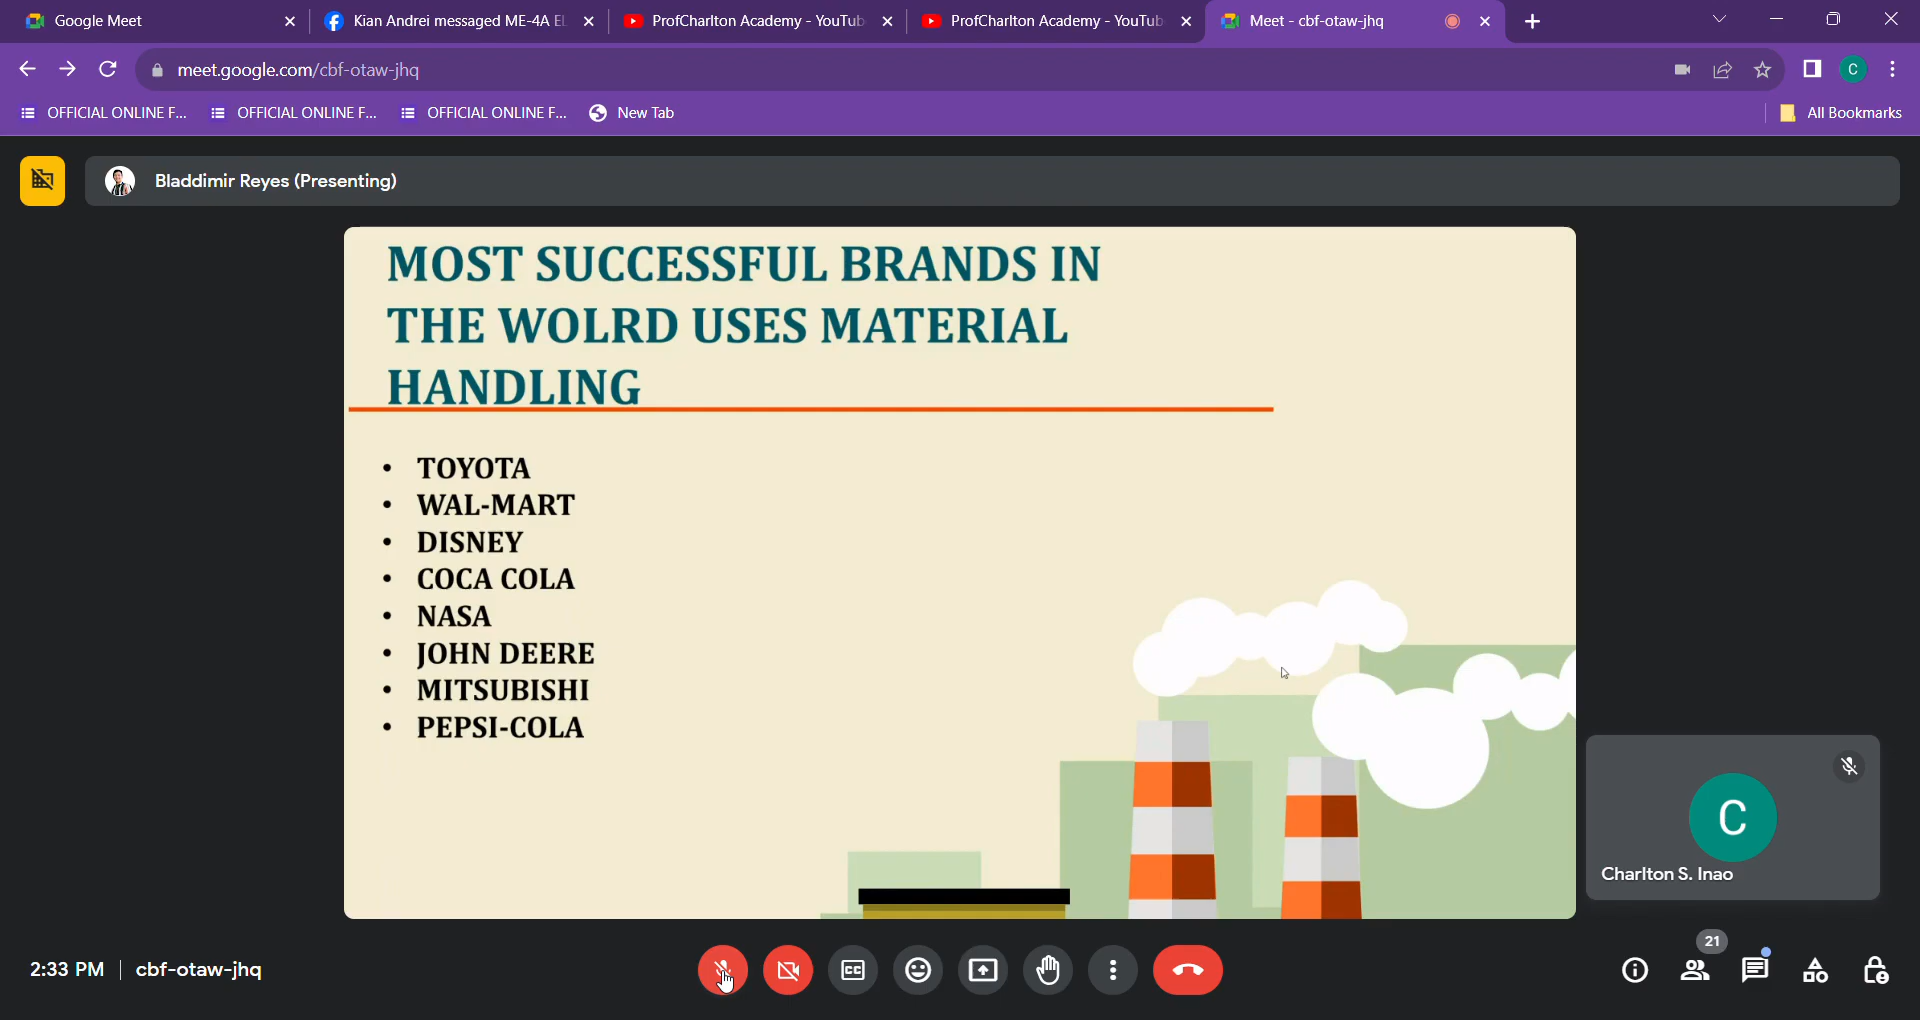 Google Meet
Kian Andrei messaged ME-4A El
ProfCharlton Academy - YouTub
ProfCharlton Academy - YouTub
Meet - cbf-otaw-jhq
meet.google.com/cbf-otaw-jhq
C
OFFICIAL ONLINE F...
OFFICIAL ONLINE F...
OFFICIAL ONLINE F...
New Tab
All Bookmarks
Bladdimir Reyes (Presenting)
MOST SUCCESSFUL BRANDS IN
THE WOLRD USES MATERIAL
HANDLING
• TOYOTA
• WAL-MART
• DISNEY
• COCA COLA
• NASA
• JOHN DEERE
• MITSUBISHI
• PEPSI-COLA
C
Charlton S. Inao
2:33 PM | cbf-otaw-jhq
CC
21